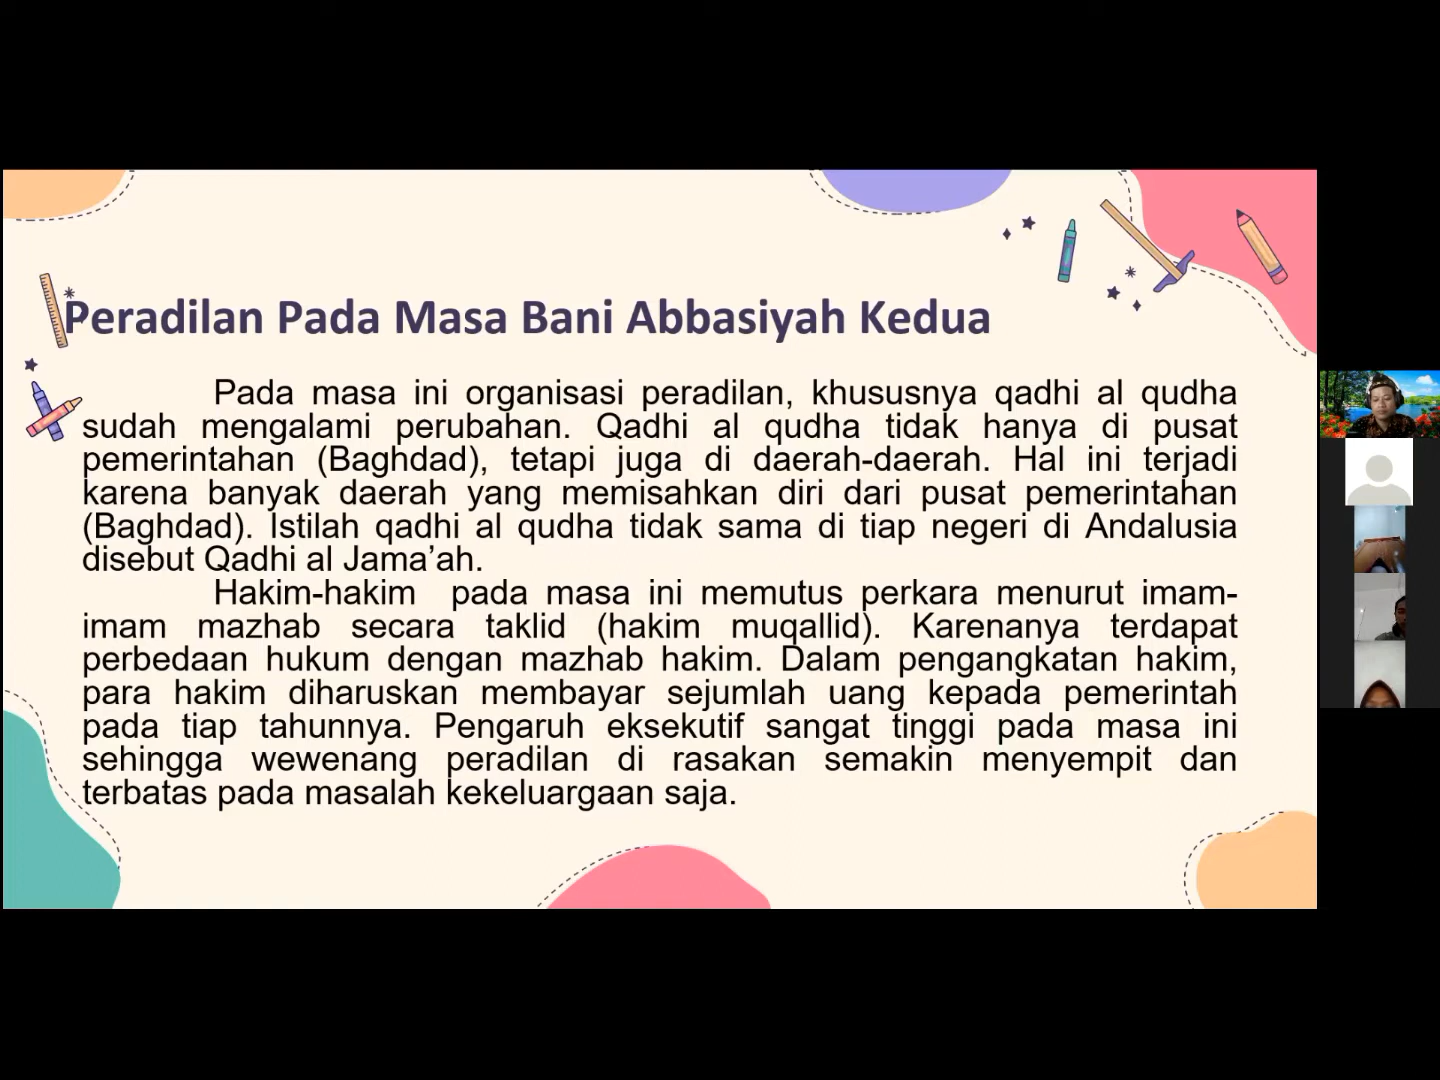 Peradilan Pada Masa Bani Abbasiyah Kedua
Pada masa ini organisasi peradilan, khususnya qadhi al qudha
sudah mengalami perubahan. Qadhi al qudha tidak hanya di pusat
pemerintahan (Baghdad), tetapi juga di daerah-daerah. Hal ini terjadi
karena banyak daerah yang memisahkan diri dari pusat pemerintahan
(Baghdad). Istilah qadhi al qudha tidak sama di tiap negeri di Andalusia
disebut Qadhi al Jama’ah.
Hakim-hakim pada masa ini memutus perkara menurut imam-
imam mazhab secara taklid (hakim muqallid). Karenanya terdapat
perbedaan hukum dengan mazhab hakim. Dalam pengangkatan hakim,
para hakim diharuskan membayar sejumlah uang kepada pemerintah
pada tiap tahunnya. Pengaruh eksekutif sangat tinggi pada masa ini
sehingga wewenang peradilan di rasakan semakin menyempit dan
terbatas pada masalah kekeluargaan saja.